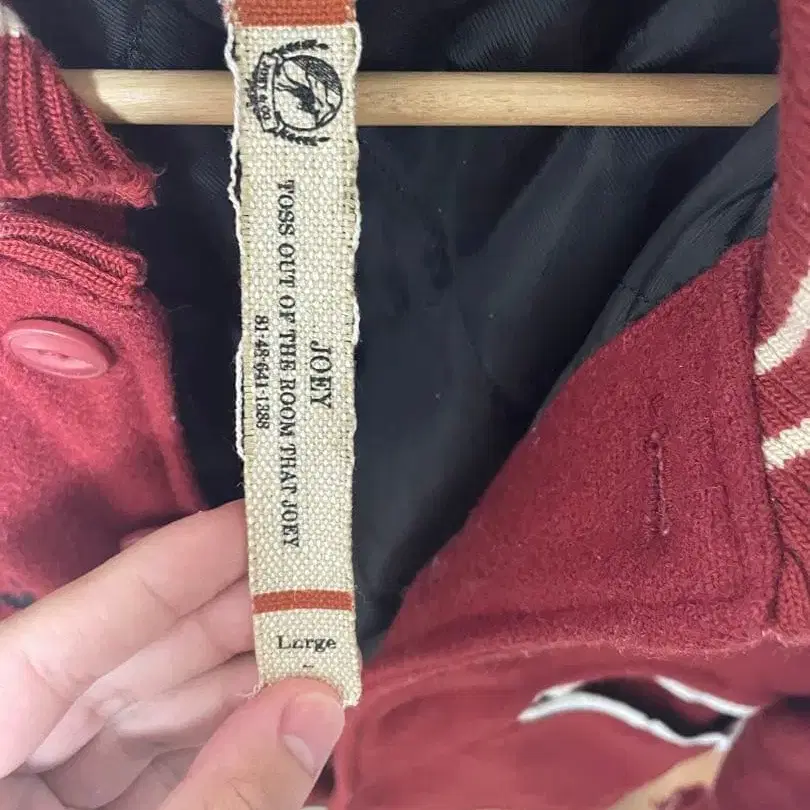 JOEY
TOSS OUT OF THE ROOM THAT JOEY
81-48-641-1388
Large